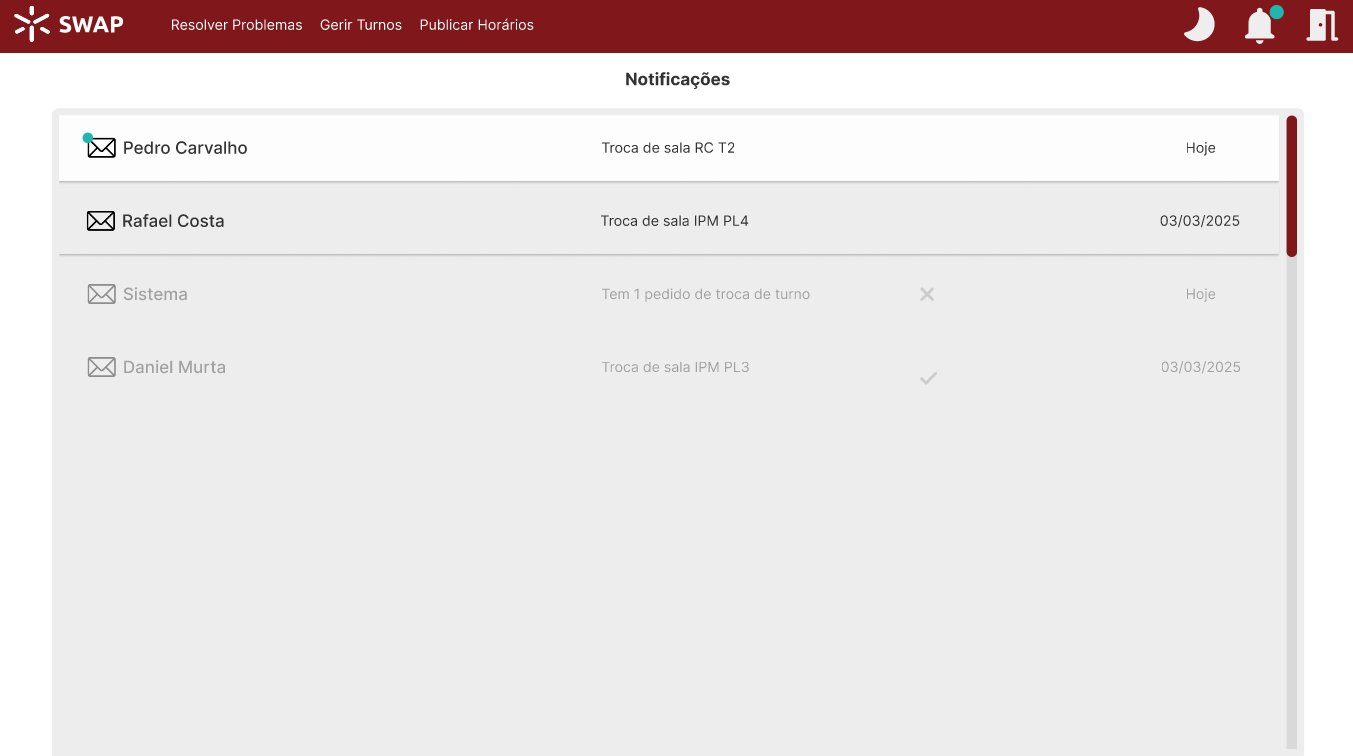 SWAP Resolver Problemas Gerir Turnos Publicar Horários
Notificações
Pedro Carvalho Troca de sala RC T2 Hoje
Rafael Costa Troca de sala IPM PL4 03/03/2025
Sistema Tem 1 pedido de troca de turno Hoje
Daniel Murta Troca de sala IPM PL3 03/03/2025